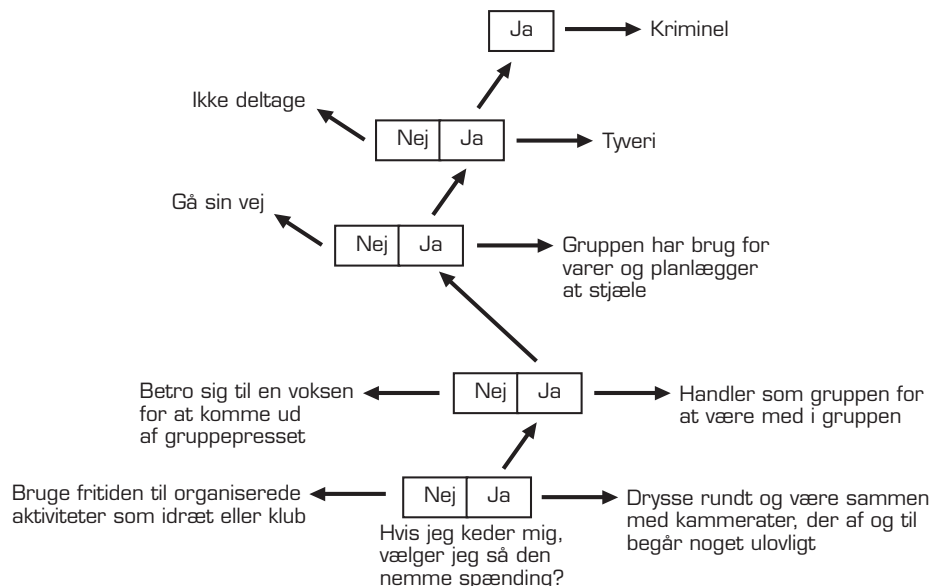 Ja
Kriminel
Ikke deltage
Nej
Ja
Tyveri
Gå sin vej
Nej
Ja
Gruppen har brug for
varer og planlægger
at stjæle
Betro sig til en voksen
for at komme ud
af gruppepresset
Nej
Ja
Handler som gruppen for
at være med i gruppen
Bruge fritiden til organiserede
aktiviteter som idræt eller klub
Nej
Ja
Drysse rundt og være sammen
med kammerater, der af og til
begår noget ulovligt
Hvis jeg keder mig,
vælger jeg så den
nemme spænding?